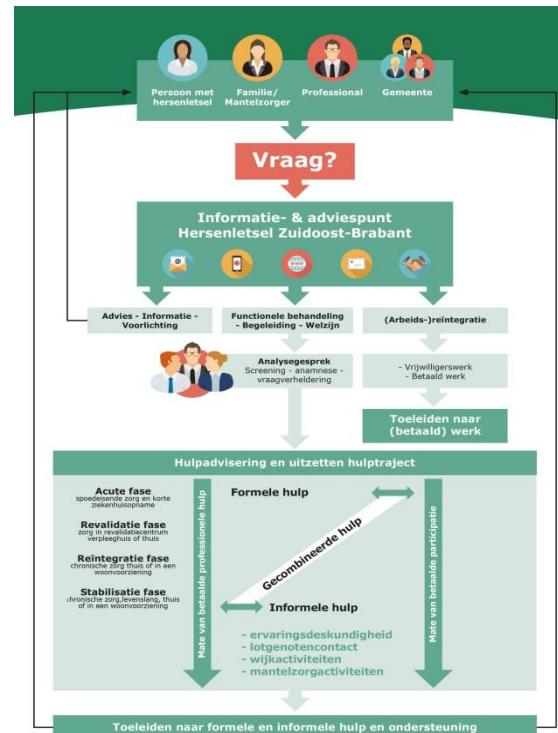 Persoon met
hersenletsel
Familie/
Mantelzorger
Professional
Gemeente
Vraag?
Informatie- & adviespunt
Hersenletsel Zuidoost-Brabant
www
Advies - Informatie -
Voorlichting
Functionele behandeling
- Begeleiding - Welzijn
(Arbeids-)reïntegratie
Analysegesprek
Screening - anamnese -
vraagverheldering
- Vrijwilligerswerk
- Betaald werk
Toeleiden naar
(betaald) werk
Hulpadvisering en uitzetten hulptraject
Acute fase
spoedeisende zorg en korte
ziekenhuisopname
Revalidatie fase
zorg in revalidatiecentrum
verpleeghuis of thuis
Reïntegratie fase
chronische zorg thuis of in een
woonvoorziening
Stabilisatie fase
chronische zorg,levenslang, thuis
of in een woonvoorziening
Mate van betaalde professionele hulp
Formele hulp
Gecombineerde hulp
Informele hulp
- ervaringsdeskundigheid
- lotgenotencontact
- wijkactiviteiten
- mantelzorgactiviteiten
Mate van betaalde participatie
Toeleiden naar formele en informele hulp en ondersteuning